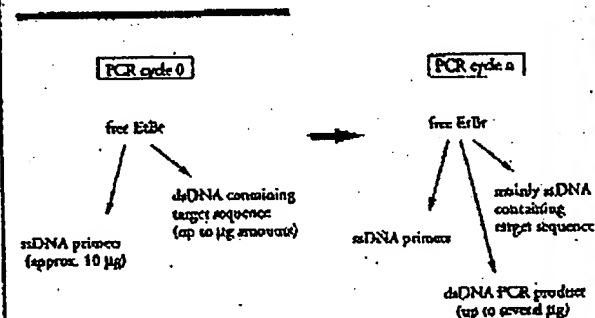 PCR cycle 0
free EtBr
dsDNA containing
target sequence
(up to µg amounts)
ssDNA primers
(approx. 10 µg)
PCR cycle n
free EtBr
mainly ssDNA
containing
target sequence
ssDNA primers
dsDNA PCR product
(up to several µg)